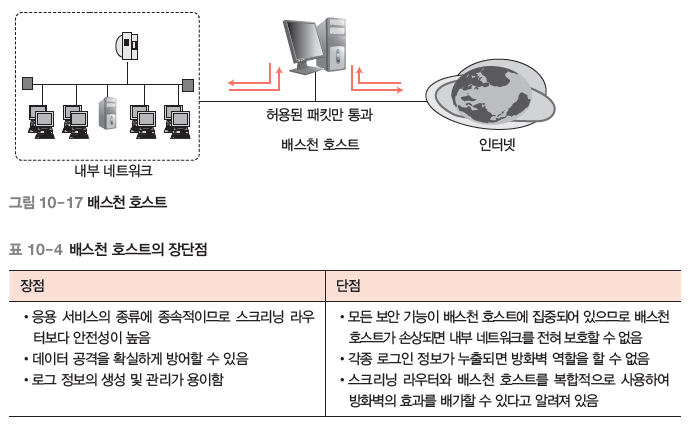 허용된 패킷만 통과
배스천 호스트
인터넷
내부 네트워크
그림 10-17 배스천 호스트
표 10-4 배스천 호스트의 장단점
장점
단점
• 응용 서비스의 종류에 종속적이므로 스크리닝 라우
터보다 안전성이 높음
• 데이터 공격을 확실하게 방어할 수 있음
• 로그 정보의 생성 및 관리가 용이함
• 모든 보안 기능이 배스천 호스트에 집중되어 있으므로 배스천
호스트가 손상되면 내부 네트워크를 전혀 보호할 수 없음
• 각종 로그인 정보가 누출되면 방화벽 역할을 할 수 없음
• 스크리닝 라우터와 배스천 호스트를 복합적으로 사용하여
방화벽의 효과를 배가할 수 있다고 알려져 있음